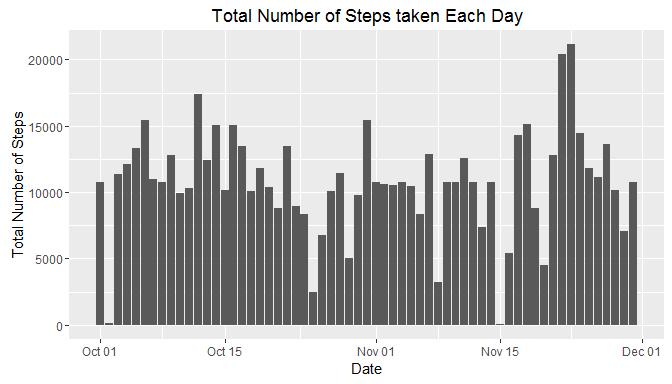 Total Number of Steps taken Each Day
Total Number of Steps
20000
15000
10000
5000
0
Oct 01
Oct 15
Nov 01
Nov 15
Dec 01
Date